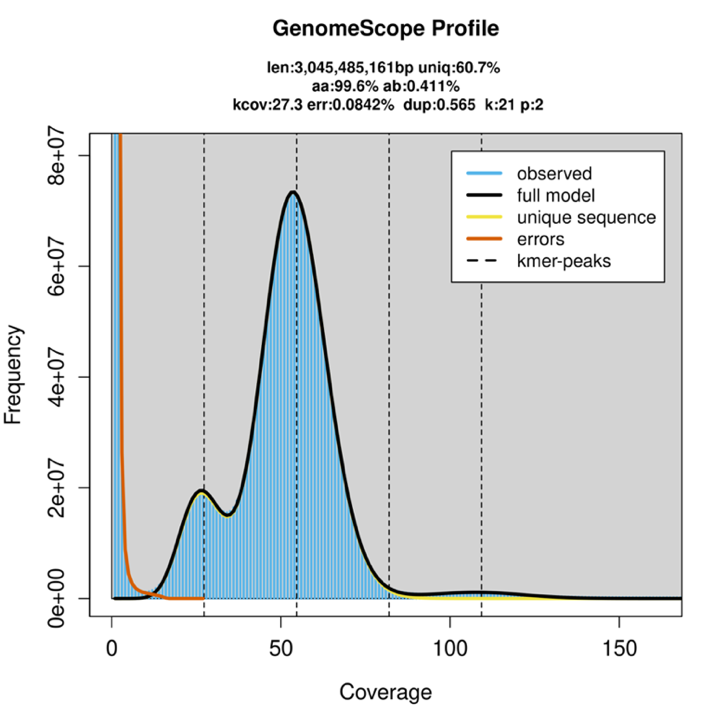 GenomeScope Profile
len:3,045,485,161bp uniq:60.7%
aa:99.6% ab:0.411%
kcov:27.3 err:0.0842% dup:0.565 k:21 p:2
observed
full model
unique sequence
errors
kmer-peaks
Frequency
8e+07
6e+07
4e+07
2e+07
0e+00
0 50 100 150
Coverage